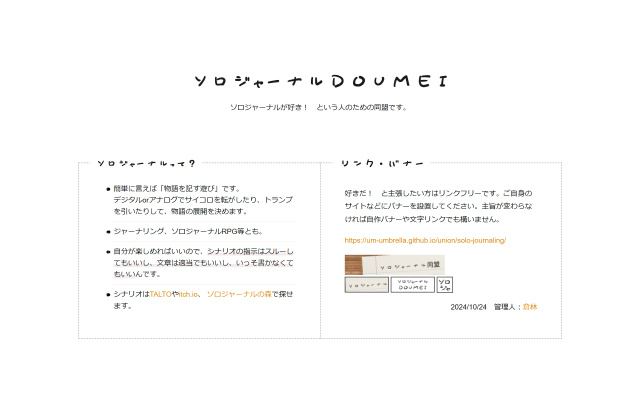 ソロジャーナルDOUMEI
ソロジャーナルが好き！　という人のための同盟です。
ソロジャーナルって？
簡単に言えば「物語を記す遊び」です。
デジタルorアナログでサイコロを転がしたり、トランプ
を引いたりして、物語の展開を決めます。
ジャーナリング、ソロジャーナルRPG等とも。
自分が楽しめればいいので、シナリオの指示はスルーし
てもいいし、文章は適当でもいいし、いっそ書かなくて
もいいんです。
シナリオはTALTOやitch.io、 ソロジャーナルの森で探せ
ます。
リンク・バナー
好きだ！　と主張したい方はリンクフリーです。ご自身の
サイトなどにバナーを設置してください。主旨が変わらな
ければ自作バナーや文字リンクでも構いません。
https://um-umbrella.github.io/union/solo-journaling/
ソロジャーナル同盟
ソロジャーナル
ソロジャーナル
DOUMEI
ソロ
ジャ
2024/10/24　管理人：倉林